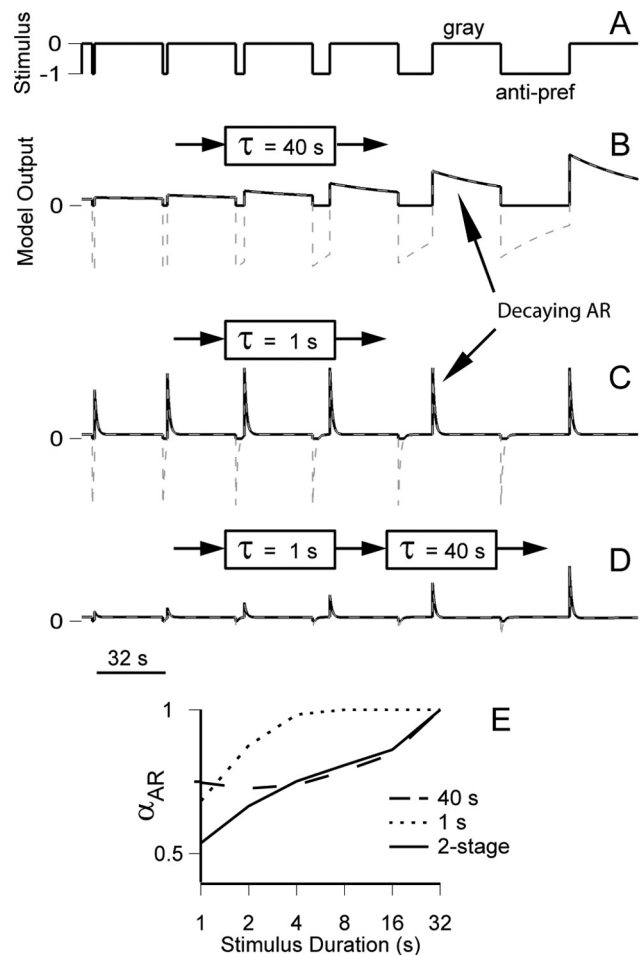 A
Stimulus
0
-1
gray
anti-pref
B
Model Output
τ = 40 s
0
Decaying AR
τ = 1 s
C
0
τ = 1 s
τ = 40 s
D
0
32 s
E
αAR
1
0.5
40 s
1 s
2-stage
1 2 4 8 16 32
Stimulus Duration (s)